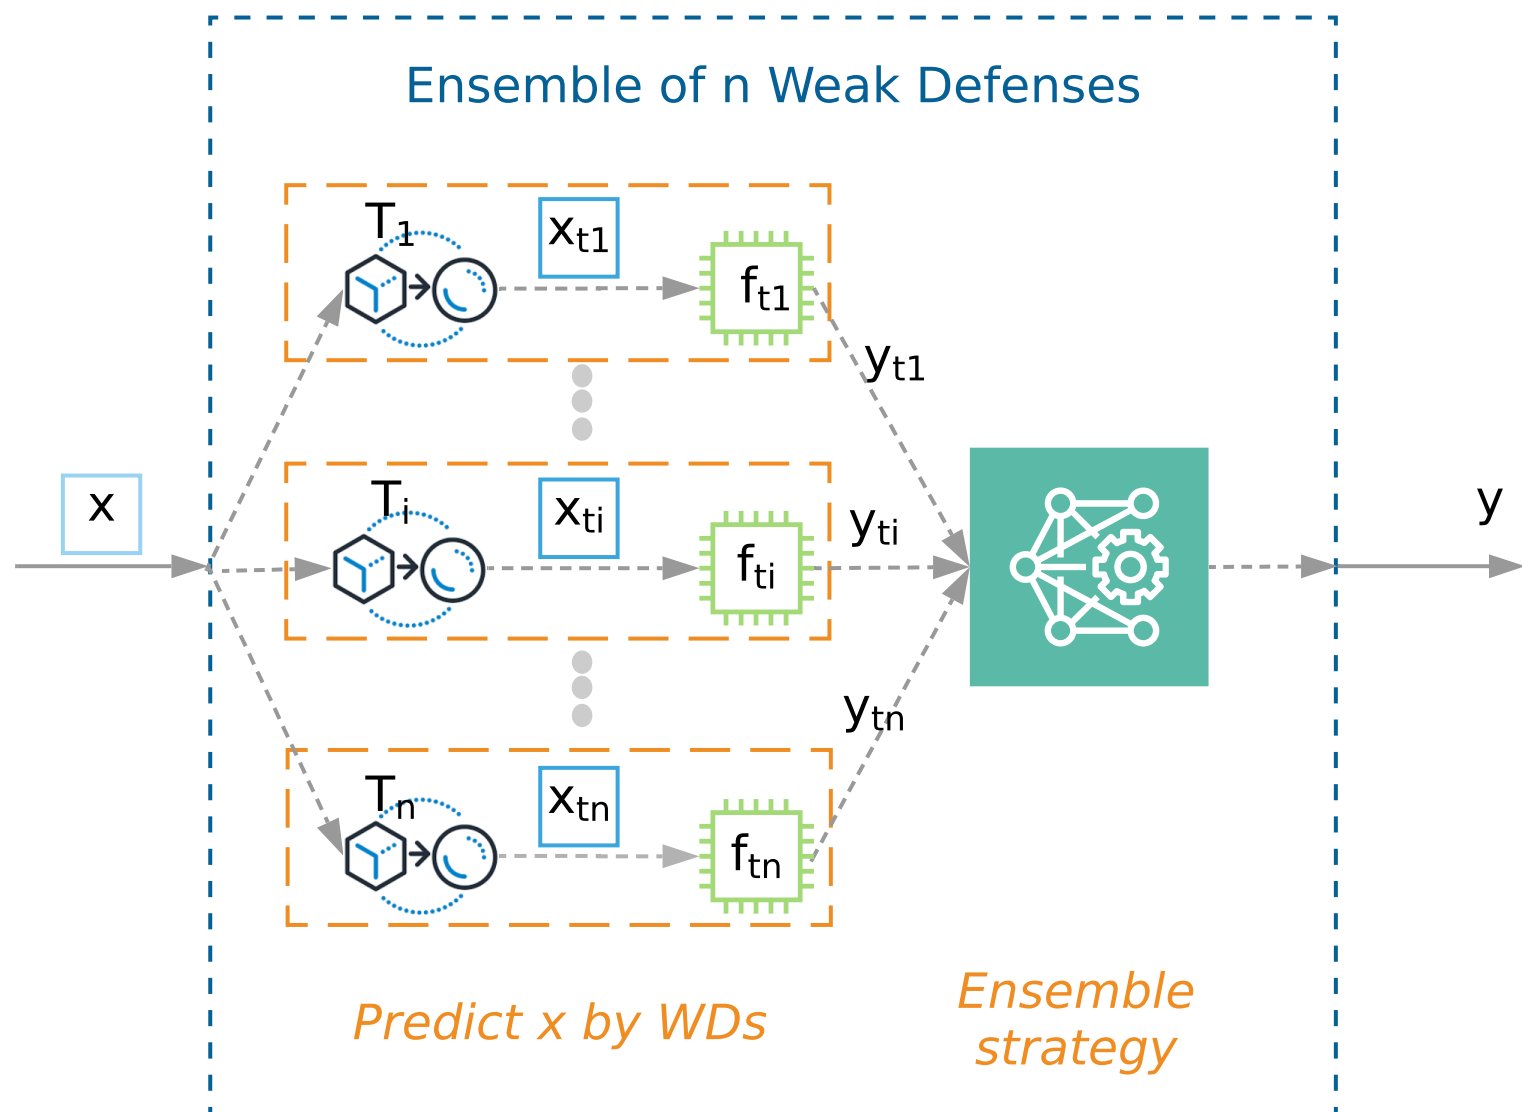 Ensemble of n Weak Defenses
T1
xt1
ft1
yt1
x
Ti
xti
fti
yti
y
Tn
xtn
ftn
ytn
Predict x by WDs
Ensemble
strategy